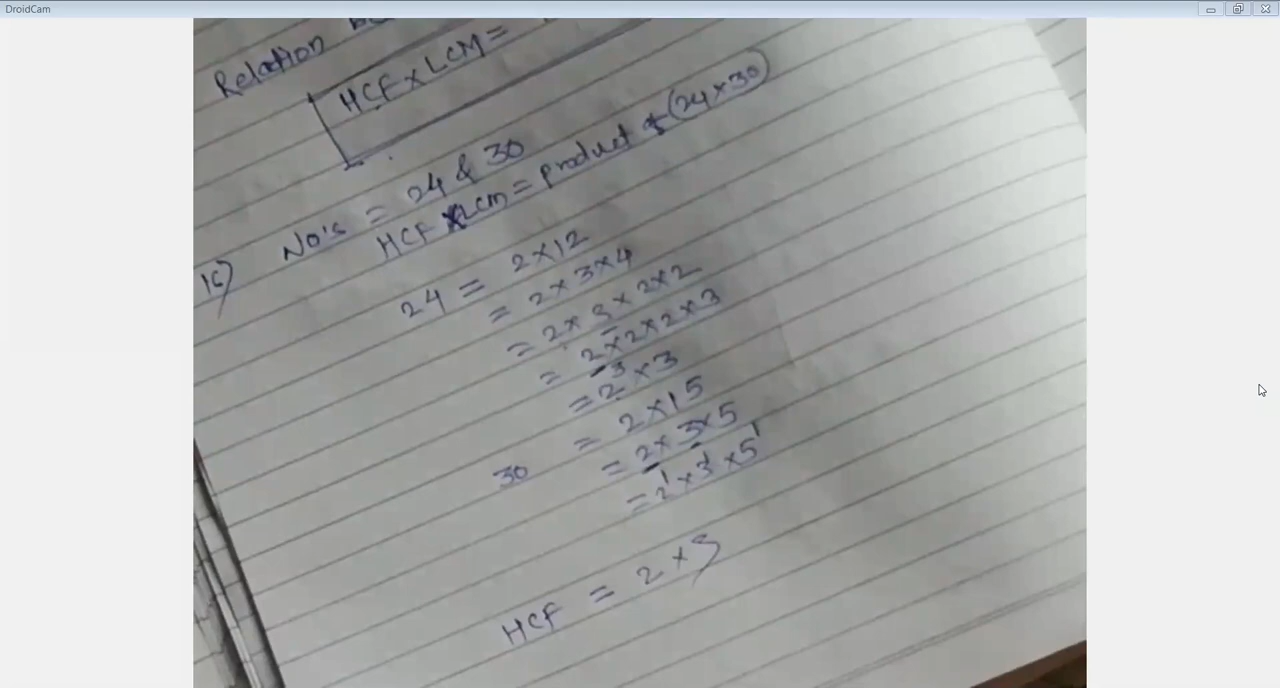 DroidCam
Relation
HCF × LCM =
16) No's = 24 & 30
HCF × LCM = product of (24×30)
24 = 2×12
= 2×3×4
= 2×3×2×2
= 2×2×2×3
= 2³×3
30 = 2×15
= 2×3×5
= 2¹×3¹×5¹
HCF = 2×3